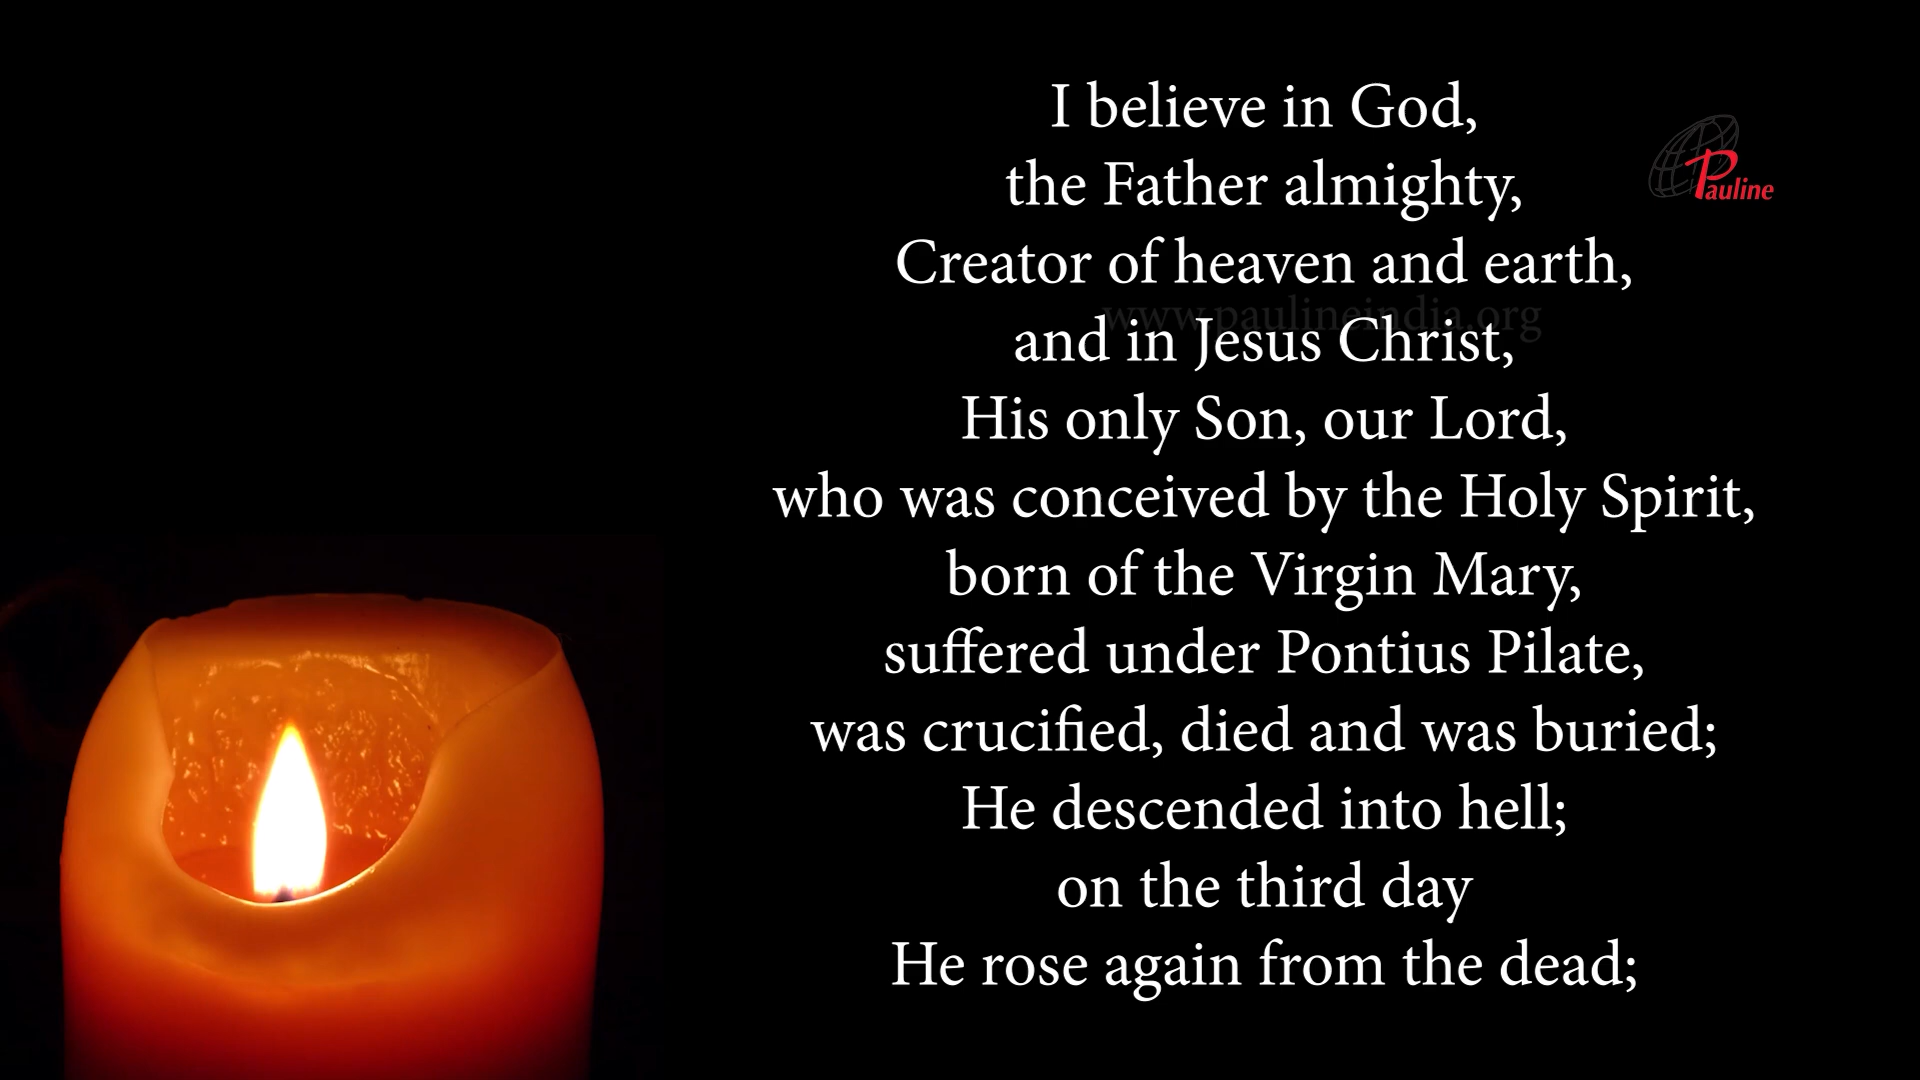 I believe in God,
the Father almighty,
Pauline
Creator of heaven and earth,
www.paulineindia.org
and in Jesus Christ,
His only Son, our Lord,
who was conceived by the Holy Spirit,
born of the Virgin Mary,
suffered under Pontius Pilate,
was crucified, died and was buried;
He descended into hell;
on the third day
He rose again from the dead;